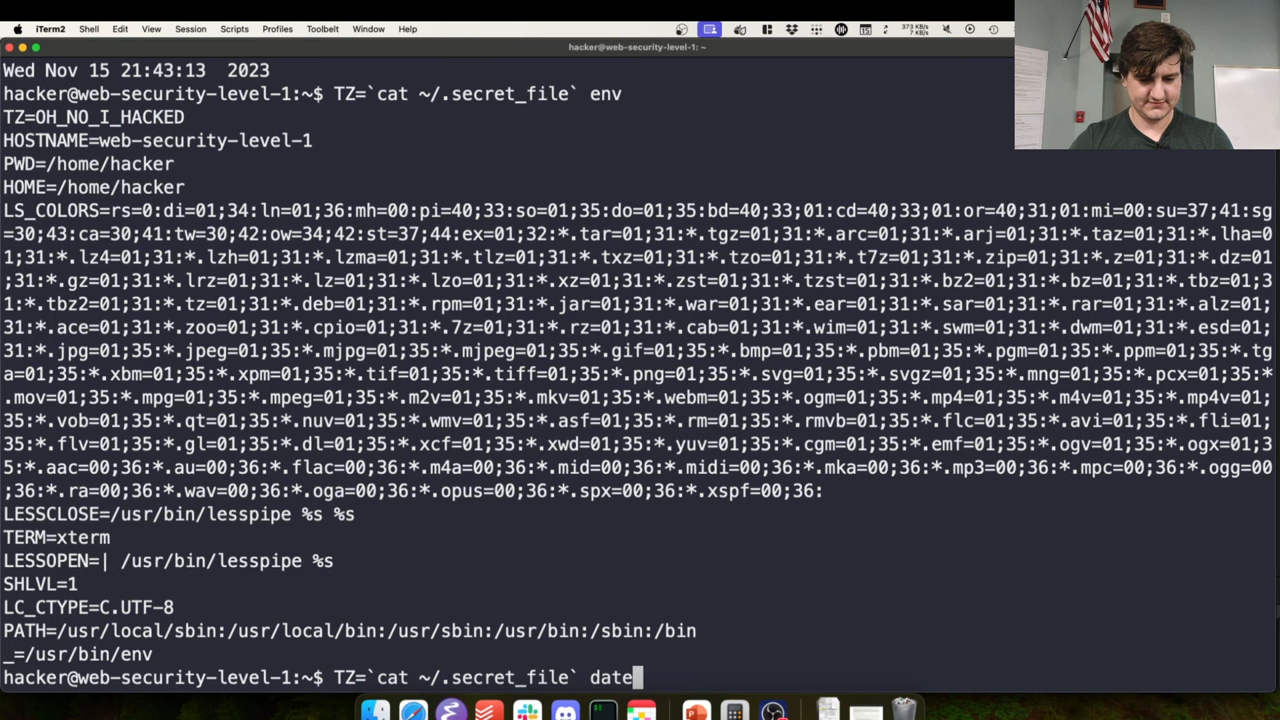 iTerm2 Shell Edit View Session Scripts Profiles Toolbelt Window Help 15 373 KB/s 7 KB/s
hacker@web-security-level-1: ~
Wed Nov 15 21:43:13  2023
hacker@web-security-level-1:~$ TZ=`cat ~/.secret_file` env
TZ=OH_NO_I_HACKED
HOSTNAME=web-security-level-1
PWD=/home/hacker
HOME=/home/hacker
LS_COLORS=rs=0:di=01;34:ln=01;36:mh=00:pi=40;33:so=01;35:do=01;35:bd=40;33;01:cd=40;33;01:or=40;31;01:mi=00:su=37;41:sg
=30;43:ca=30;41:tw=30;42:ow=34;42:st=37;44:ex=01;32:*.tar=01;31:*.tgz=01;31:*.arc=01;31:*.arj=01;31:*.taz=01;31:*.lha=0
1;31:*.lz4=01;31:*.lzh=01;31:*.lzma=01;31:*.tlz=01;31:*.txz=01;31:*.tzo=01;31:*.t7z=01;31:*.zip=01;31:*.z=01;31:*.dz=01
;31:*.gz=01;31:*.lrz=01;31:*.lz=01;31:*.lzo=01;31:*.xz=01;31:*.zst=01;31:*.tzst=01;31:*.bz2=01;31:*.bz=01;31:*.tbz=01;3
1:*.tbz2=01;31:*.tz=01;31:*.deb=01;31:*.rpm=01;31:*.jar=01;31:*.war=01;31:*.ear=01;31:*.sar=01;31:*.rar=01;31:*.alz=01;
31:*.ace=01;31:*.zoo=01;31:*.cpio=01;31:*.7z=01;31:*.rz=01;31:*.cab=01;31:*.wim=01;31:*.swm=01;31:*.dwm=01;31:*.esd=01;
31:*.jpg=01;35:*.jpeg=01;35:*.mjpg=01;35:*.mjpeg=01;35:*.gif=01;35:*.bmp=01;35:*.pbm=01;35:*.pgm=01;35:*.ppm=01;35:*.tg
a=01;35:*.xbm=01;35:*.xpm=01;35:*.tif=01;35:*.tiff=01;35:*.png=01;35:*.svg=01;35:*.svgz=01;35:*.mng=01;35:*.pcx=01;35:*
.mov=01;35:*.mpg=01;35:*.mpeg=01;35:*.m2v=01;35:*.mkv=01;35:*.webm=01;35:*.ogm=01;35:*.mp4=01;35:*.m4v=01;35:*.mp4v=01;
35:*.vob=01;35:*.qt=01;35:*.nuv=01;35:*.wmv=01;35:*.asf=01;35:*.rm=01;35:*.rmvb=01;35:*.flc=01;35:*.avi=01;35:*.fli=01;
35:*.flv=01;35:*.gl=01;35:*.dl=01;35:*.xcf=01;35:*.xwd=01;35:*.yuv=01;35:*.cgm=01;35:*.emf=01;35:*.ogv=01;35:*.ogx=01;3
5:*.aac=00;36:*.au=00;36:*.flac=00;36:*.m4a=00;36:*.mid=00;36:*.midi=00;36:*.mka=00;36:*.mp3=00;36:*.mpc=00;36:*.ogg=00
;36:*.ra=00;36:*.wav=00;36:*.oga=00;36:*.opus=00;36:*.spx=00;36:*.xspf=00;36:
LESSCLOSE=/usr/bin/lesspipe %s %s
TERM=xterm
LESSOPEN=| /usr/bin/lesspipe %s
SHLVL=1
LC_CTYPE=C.UTF-8
PATH=/usr/local/sbin:/usr/local/bin:/usr/sbin:/usr/bin:/sbin:/bin
_=/usr/bin/env
hacker@web-security-level-1:~$ TZ=`cat ~/.secret_file` date